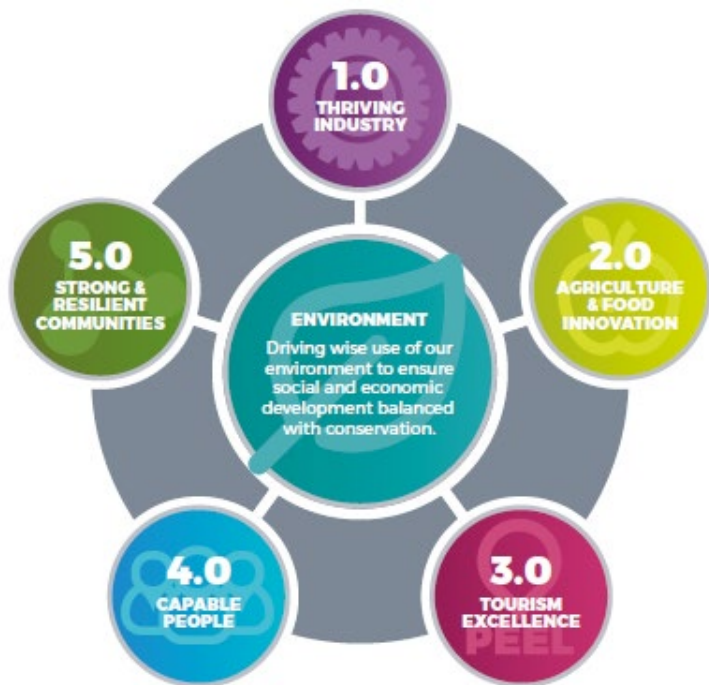 1.0
THRIVING
INDUSTRY
5.0
STRONG &
RESILIENT
COMMUNITIES
2.0
AGRICULTURE
& FOOD
INNOVATION
ENVIRONMENT
Driving wise use of our
environment to ensure
social and economic
development balanced
with conservation.
4.0
CAPABLE
PEOPLE
3.0
TOURISM
EXCELLENCE
PEEL